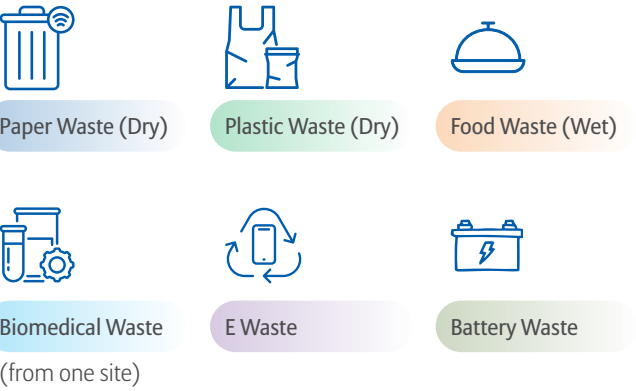 Paper Waste (Dry)
Plastic Waste (Dry)
Food Waste (Wet)
Biomedical Waste
(from one site)
E Waste
Battery Waste